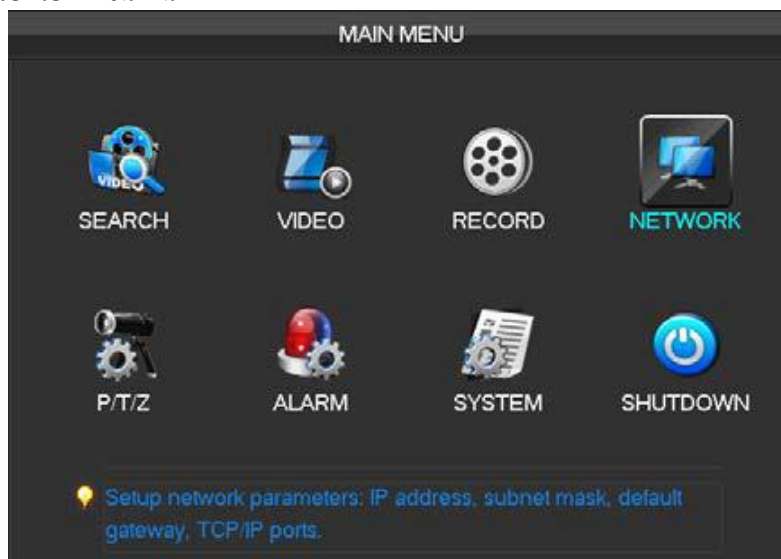 MAIN MENU
VIDEO
SEARCH VIDEO RECORD NETWORK
P/T/Z ALARM SYSTEM SHUTDOWN
Setup network parameters: IP address, subnet mask, default
gateway, TCP/IP ports.